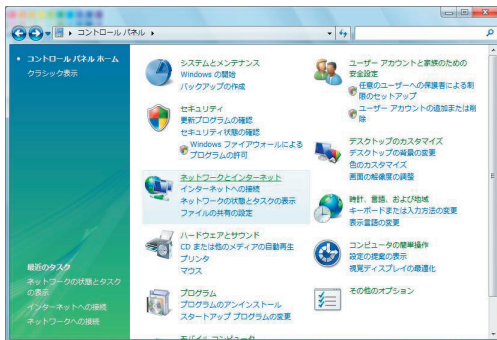 コントロール パネル
コントロール パネル ホーム
クラシック表示
最近のタスク
ネットワークの状態とタスク
の表示
インターネットへの接続
ネットワークへの接続
システムとメンテナンス
Windows の開始
バックアップの作成
セキュリティ
更新プログラムの確認
セキュリティ状態の確認
Windows ファイアウォールによる
プログラムの許可
ネットワークとインターネット
インターネットへの接続
ネットワークの状態とタスクの表示
ファイルの共有の設定
ハードウェアとサウンド
CD または他のメディアの自動再生
プリンタ
マウス
プログラム
プログラムのアンインストール
スタートアップ プログラムの変更
モバイル コンピュータ
ユーザー アカウントと家族のための
安全設定
任意のユーザーへの保護者による制
限のセットアップ
ユーザー アカウントの追加または削
除
デスクトップのカスタマイズ
デスクトップの背景の変更
色のカスタマイズ
画面の解像度の調整
時計、言語、および地域
キーボードまたは入力方法の変更
表示言語の変更
コンピュータの簡単操作
設定の提案の表示
視覚ディスプレイの最適化
その他のオプション